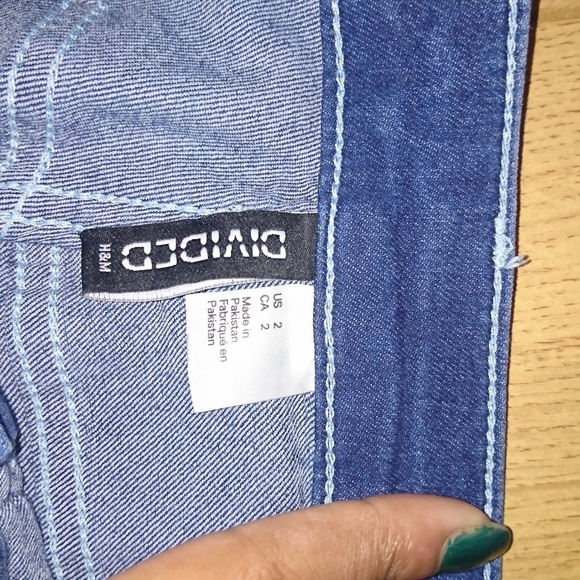 DIVIDED
H&M
US 2
CA 2
Made in
Pakistan
Fabriqué en
Pakistan